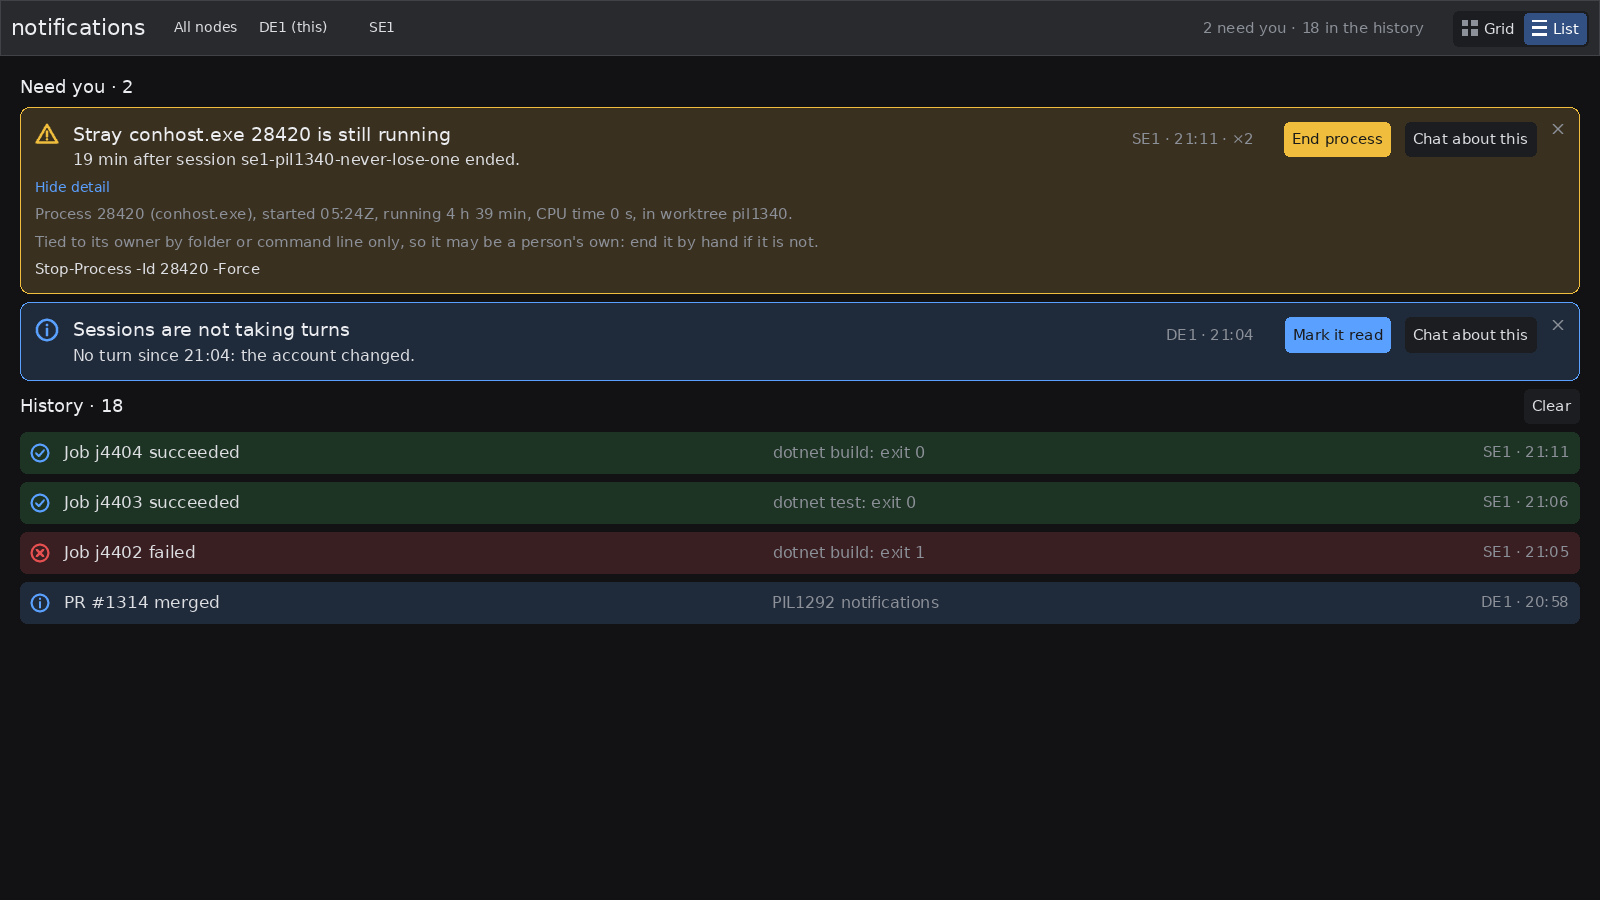 notifications All nodes DE1 (this) SE1 2 need you · 18 in the history Grid List
Need you · 2
Stray conhost.exe 28420 is still running SE1 · 21:11 · ×2 End process Chat about this ×
19 min after session se1-pil1340-never-lose-one ended.
Hide detail
Process 28420 (conhost.exe), started 05:24Z, running 4 h 39 min, CPU time 0 s, in worktree pil1340.
Tied to its owner by folder or command line only, so it may be a person's own: end it by hand if it is not.
Stop-Process -Id 28420 -Force
Sessions are not taking turns DE1 · 21:04 Mark it read Chat about this ×
No turn since 21:04: the account changed.
History · 18 Clear
Job j4404 succeeded dotnet build: exit 0 SE1 · 21:11
Job j4403 succeeded dotnet test: exit 0 SE1 · 21:06
Job j4402 failed dotnet build: exit 1 SE1 · 21:05
PR #1314 merged PIL1292 notifications DE1 · 20:58